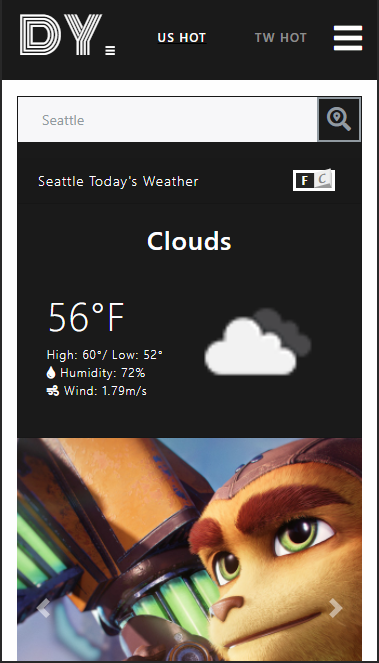 DY.
US HOT
TW HOT
Seattle
Seattle Today's Weather
F C
Clouds
56°F
High: 60°/ Low: 52°
Humidity: 72%
Wind: 1.79m/s